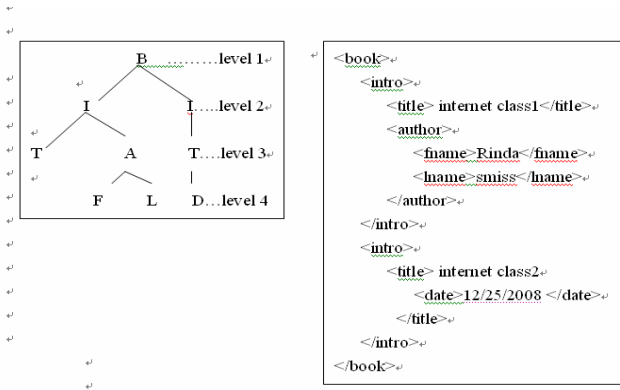 B .........level 1
I I.....level 2
T A T....level 3
F L D....level 4
<book>
<intro>
<title> internet class1</title>
<author>
<fname>Rinda</fname>
<lname>smiss</lname>
</author>
</intro>
<intro>
<title> internet class2
<date>12/25/2008 </date>
</title>
</intro>
</book>